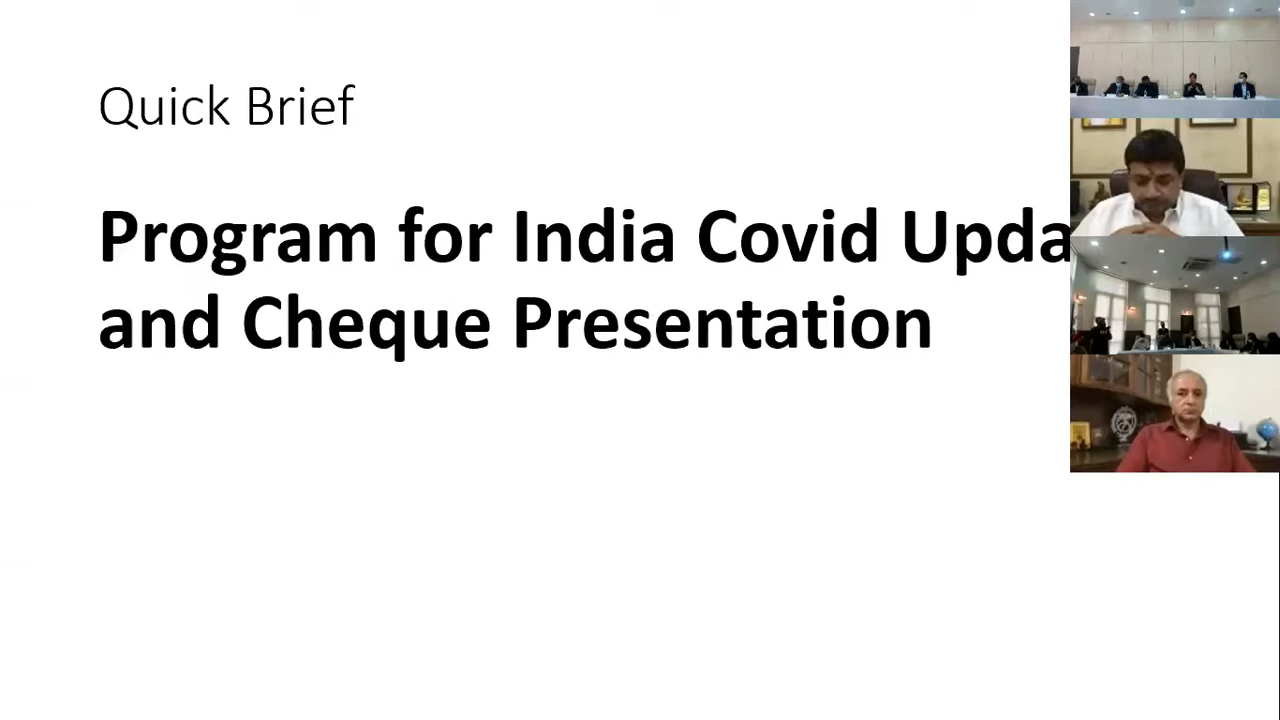 Quick Brief
Program for India Covid Upda
and Cheque Presentation